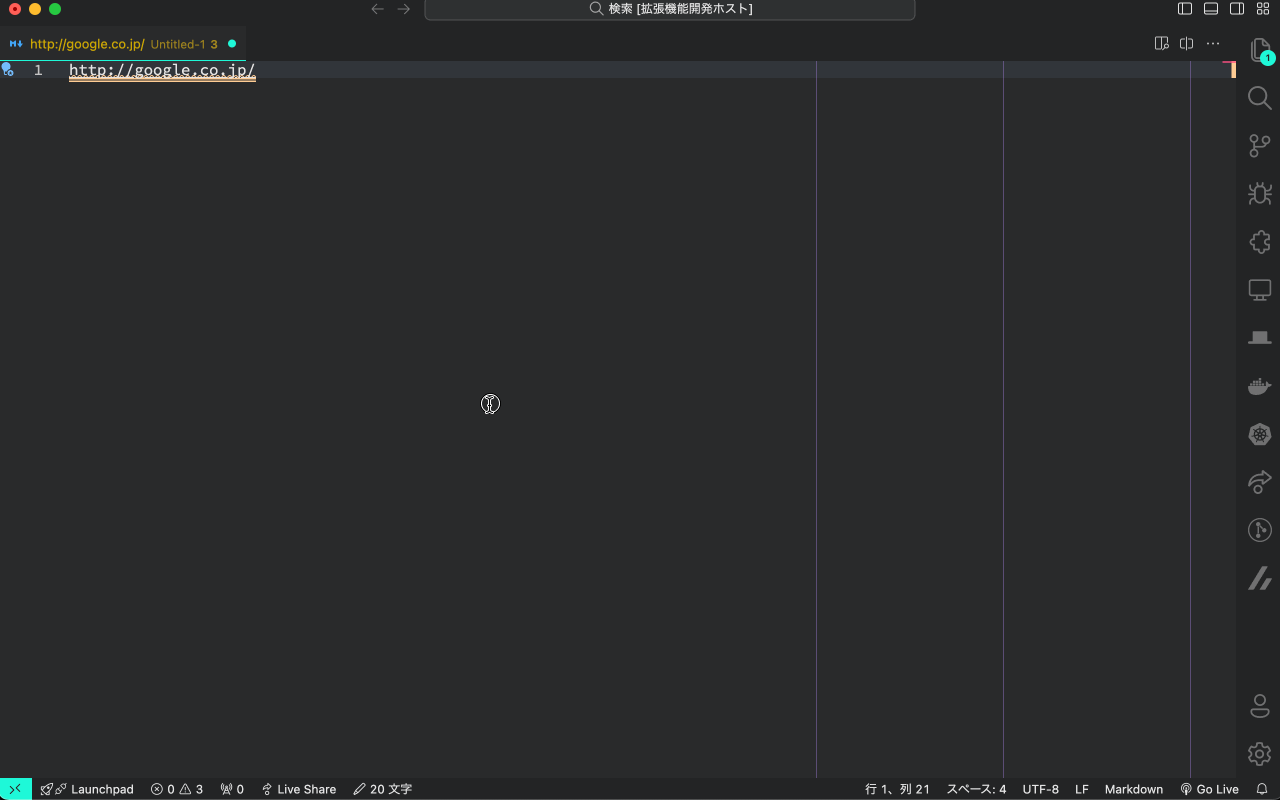 検索 [拡張機能開発ホスト]
http://google.co.jp/ Untitled-1 3
1
1 http://google.co.jp/
Launchpad 0 3 0 Live Share 20 文字 行 1、列 21 スペース: 4 UTF-8 LF Markdown Go Live